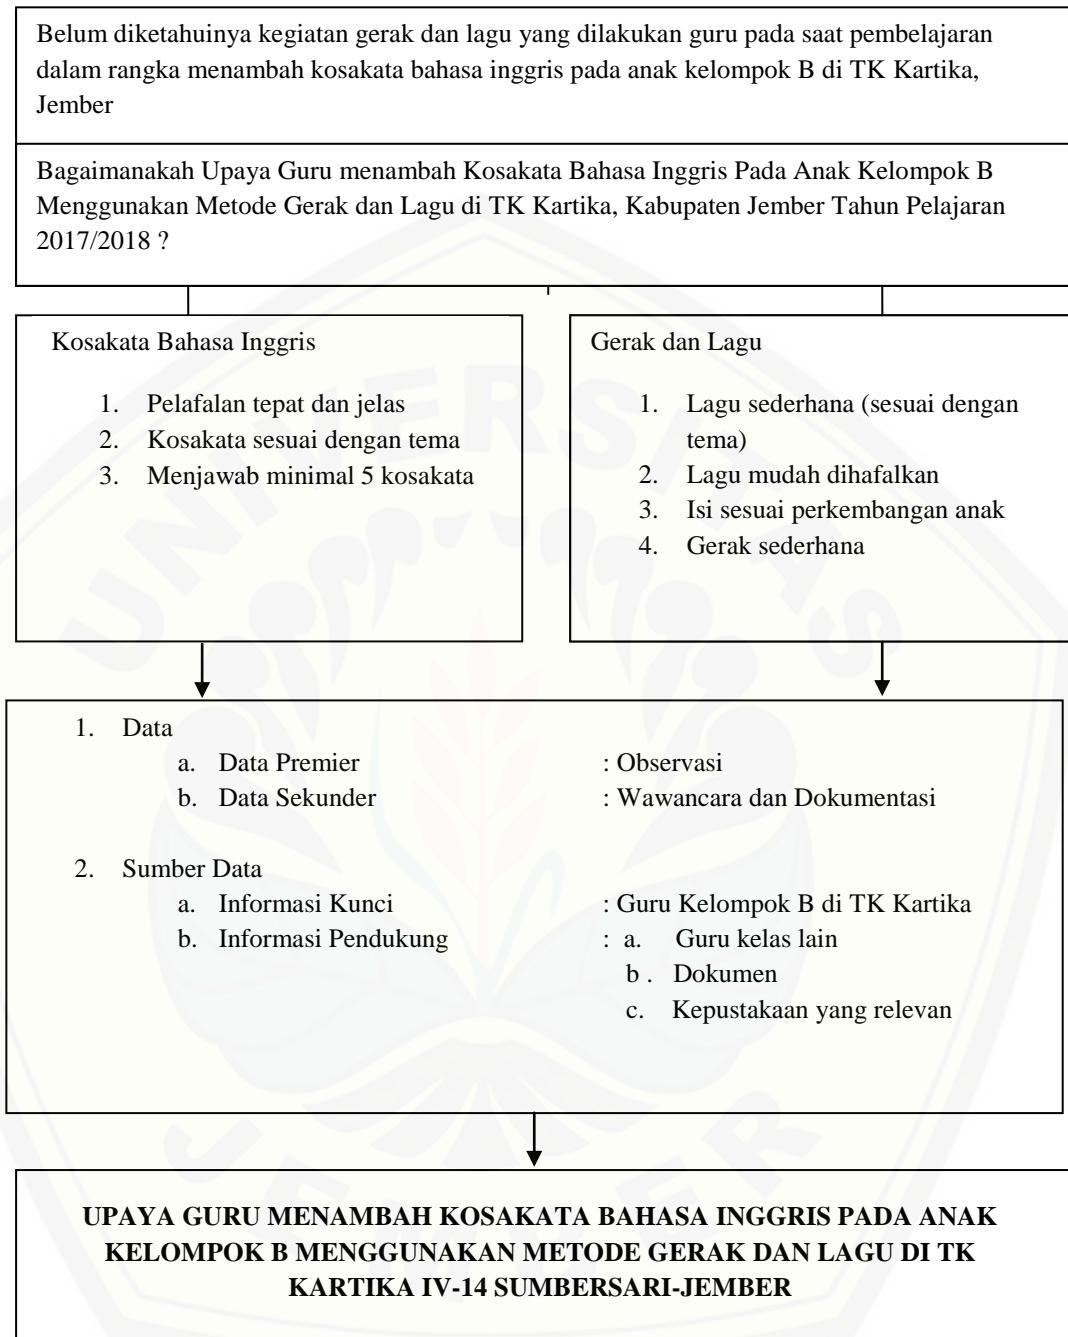 Belum diketahuinya kegiatan gerak dan lagu yang dilakukan guru pada saat pembelajaran
dalam rangka menambah kosakata bahasa inggris pada anak kelompok B di TK Kartika,
Jember
Bagaimanakah Upaya Guru menambah Kosakata Bahasa Inggris Pada Anak Kelompok B
Menggunakan Metode Gerak dan Lagu di TK Kartika, Kabupaten Jember Tahun Pelajaran
2017/2018 ?
Kosakata Bahasa Inggris
1. Pelafalan tepat dan jelas
2. Kosakata sesuai dengan tema
3. Menjawab minimal 5 kosakata
Gerak dan Lagu
1. Lagu sederhana (sesuai dengan
tema)
2. Lagu mudah dihafalkan
3. Isi sesuai perkembangan anak
4. Gerak sederhana
1. Data
a. Data Premier : Observasi
b. Data Sekunder : Wawancara dan Dokumentasi
2. Sumber Data
a. Informasi Kunci : Guru Kelompok B di TK Kartika
b. Informasi Pendukung : a. Guru kelas lain
b . Dokumen
c. Kepustakaan yang relevan
UPAYA GURU MENAMBAH KOSAKATA BAHASA INGGRIS PADA ANAK
KELOMPOK B MENGGUNAKAN METODE GERAK DAN LAGU DI TK
KARTIKA IV-14 SUMBERSARI-JEMBER
UNIVERSITAS
JEMBER